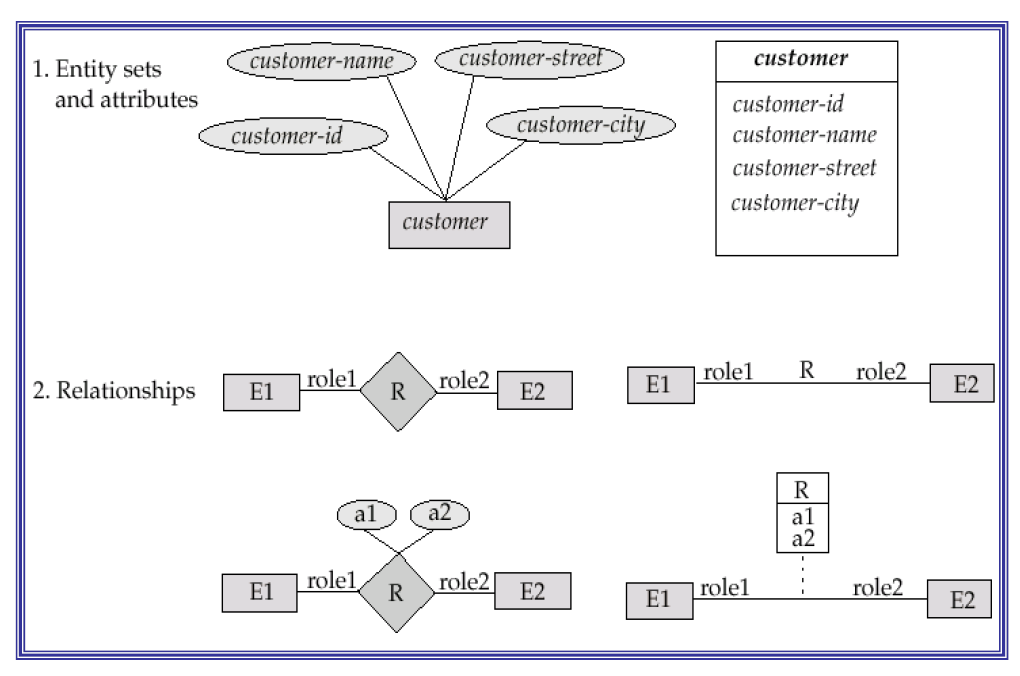 1. Entity sets
and attributes
customer-name
customer-street
customer-id
customer-city
customer
customer
customer-id
customer-name
customer-street
customer-city
2. Relationships
E1 role1 R role2 E2
E1 role1 R role2 E2
a1 a2
E1 role1 R role2 E2
R
a1
a2
E1 role1 role2 E2